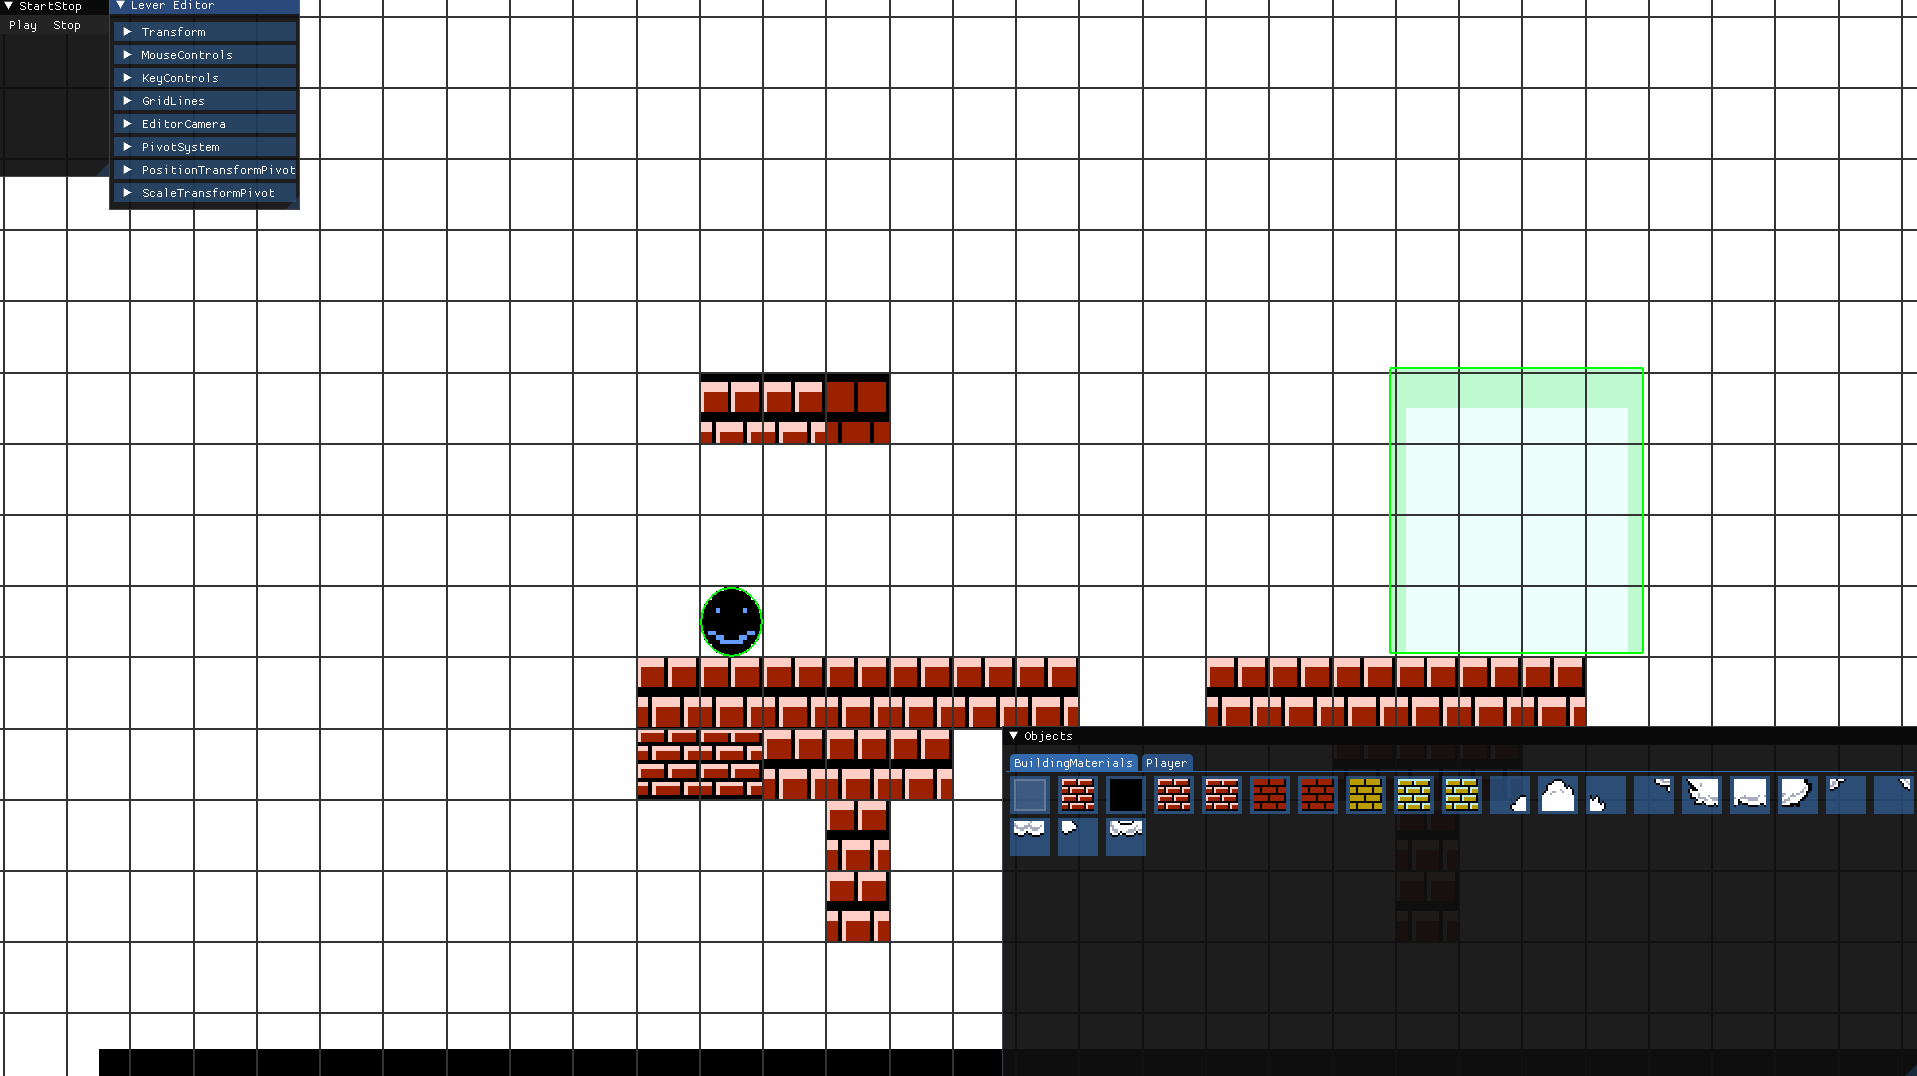 StartStop
Play Stop
Lever Editor
Transform
MouseControls
KeyControls
GridLines
EditorCamera
PivotSystem
PositionTransformPivot
ScaleTransformPivot
Objects
BuildingMaterials Player